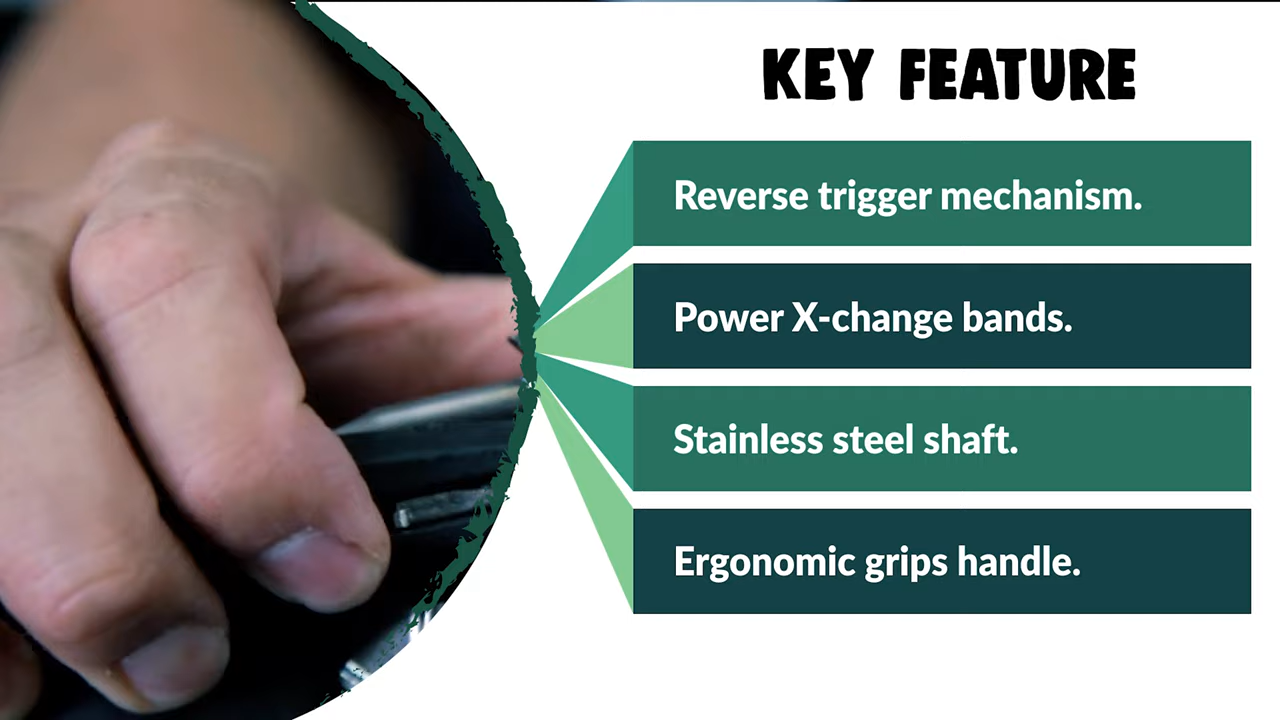 KEY FEATURE
Reverse trigger mechanism.
Power X-change bands.
Stainless steel shaft.
Ergonomic grips handle.